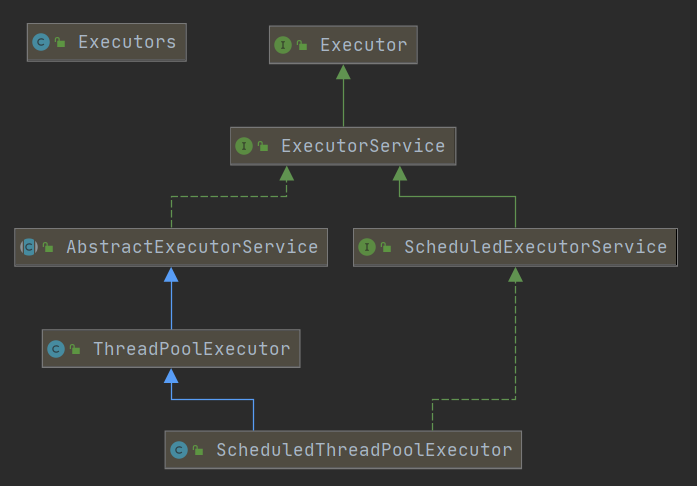 C Executors
I Executor
I ExecutorService
C AbstractExecutorService
I ScheduledExecutorService
C ThreadPoolExecutor
C ScheduledThreadPoolExecutor